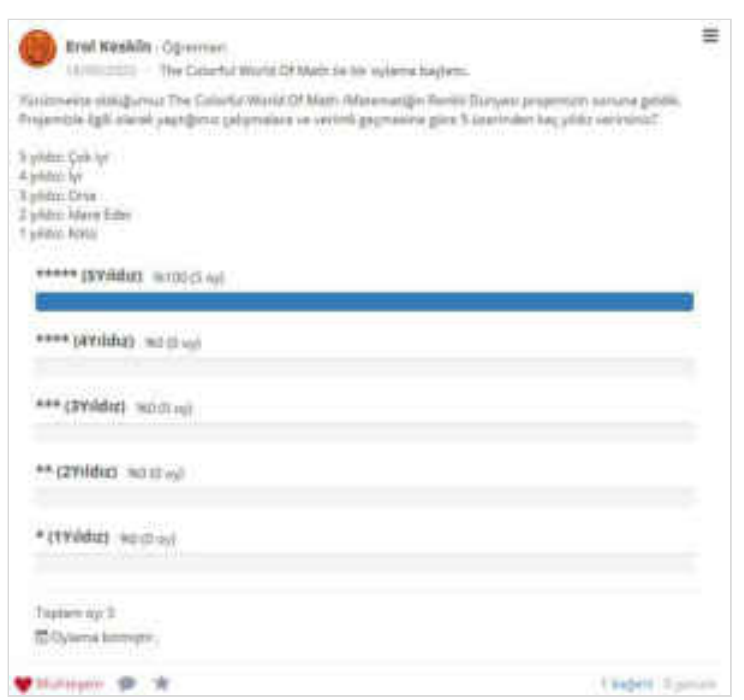 Erol Keskin - Öğretmen
The Colorful World Of Math ile bir oylama başlattı.
Yürütmekte olduğumuz The Colorful World Of Math /Matematiğin Renkli Dünyası projemizin sonuna geldik.
Projemizle ilgili olarak yaptığımız çalışmalara ve verimli geçmesine göre 5 üzerinden kaç yıldız verirsiniz?
5 yıldız: Çok iyi
4 yıldız: İyi
3 yıldız: Orta
2 yıldız: İdare Eder
1 yıldız: Kötü
***** (5Yıldız) %100 (5 oy)
**** (4Yıldız) %0 (0 oy)
*** (3Yıldız) %0 (0 oy)
** (2Yıldız) %0 (0 oy)
* (1Yıldız) %0 (0 oy)
Toplam oy: 5
Oylama bitmiştir.
Muhteşem
1 beğeni 0 yorum